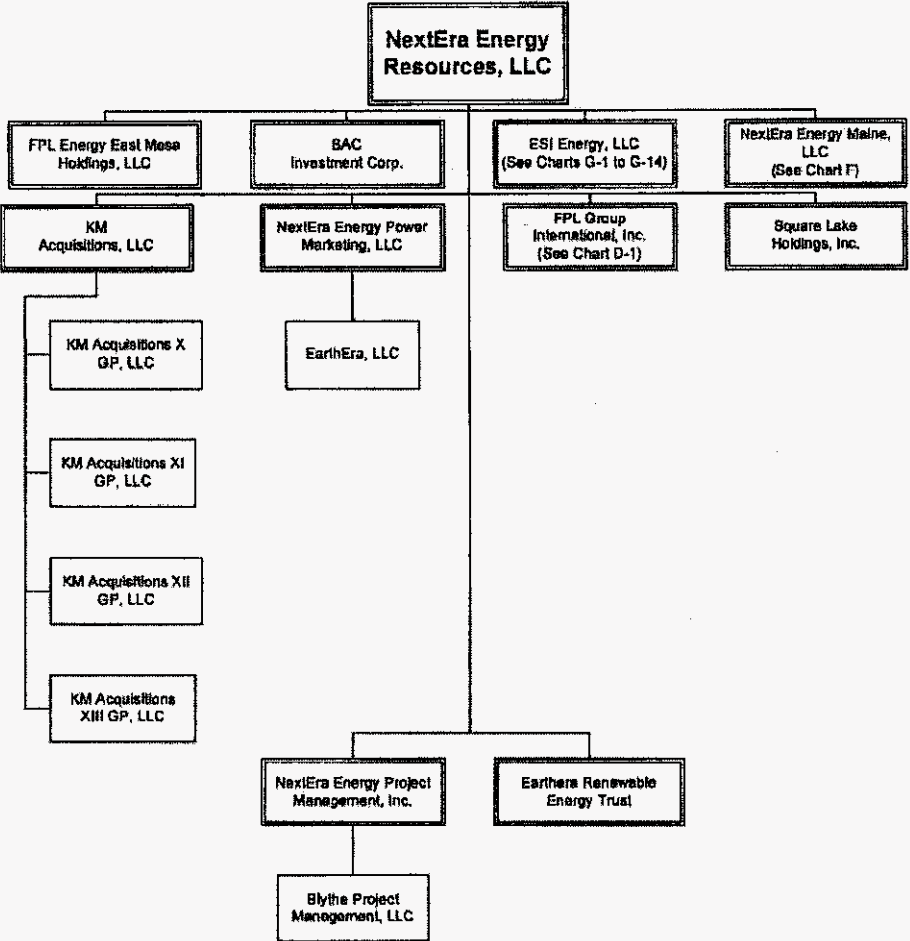 NextEra Energy
Resources, LLC
FPL Energy East Mesa
Holdings, LLC
BAC
Investment Corp.
ESI Energy, LLC
(See Charts G-1 to G-14)
NextEra Energy Maine,
LLC
(See Chart F)
KM
Acquisitions, LLC
NextEra Energy Power
Marketing, LLC
FPL Group
International, Inc.
(See Chart D-1)
Square Lake
Holdings, Inc.
KM Acquisitions X
GP, LLC
EarthEra, LLC
KM Acquisitions XI
GP, LLC
KM Acquisitions XII
GP, LLC
KM Acquisitions
XIII GP, LLC
NextEra Energy Project
Management, Inc.
Earthera Renewable
Energy Trust
Blythe Project
Management, LLC